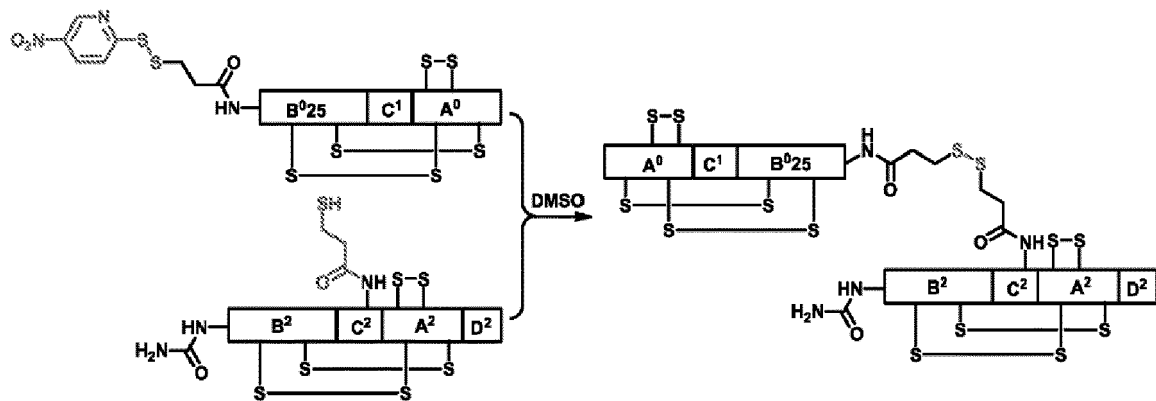 N
O₂N
S
S
O
HN
S-S
B⁰25 C¹ A⁰
S S
S S
SH
O
NH
S-S
HN
B² C² A² D²
H₂N
O
S S
S S
DMSO
S-S
A⁰ C¹ B⁰25
H
N
O
S
S
S S
S S
O
NH
S-S
HN
B² C² A² D²
H₂N
O
S S
S S